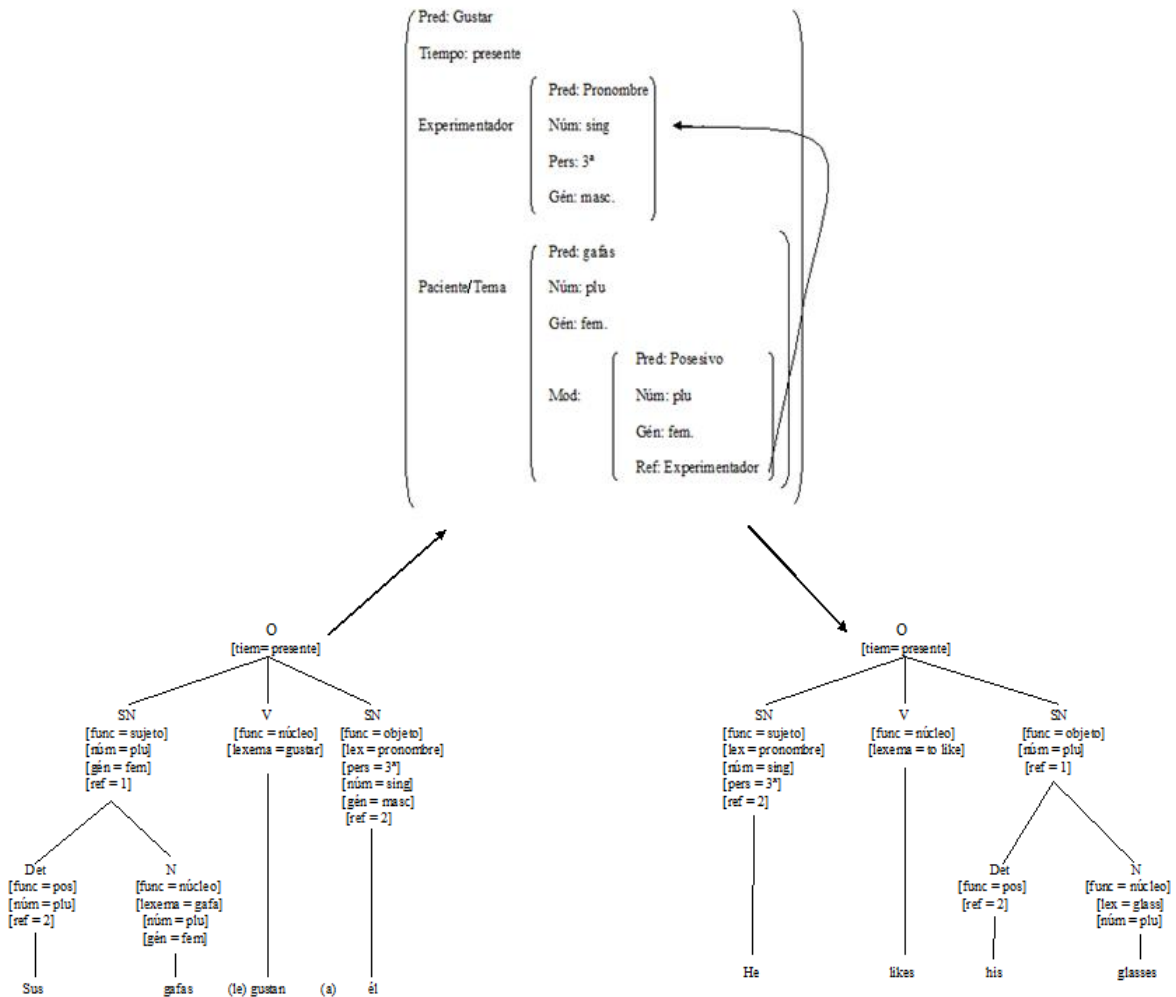 Pred: Gustar
Tiempo: presente
Experimentador
Pred: Pronombre
Núm: sing
Pers: 3ª
Gén: masc.
Paciente/Tema
Pred: gafas
Núm: plu
Gén: fem.
Mod:
Pred: Posesivo
Núm: plu
Gén: fem.
Ref: Experimentador
O
[tiem= presente]
SN
[func = sujeto]
[núm = plu]
[gén = fem]
[ref = 1]
V
[func = núcleo]
[lexema =gustar]
SN
[func = objeto]
[lex = pronombre]
[pers = 3ª]
[núm = sing]
[gén = masc]
[ref = 2]
Det
[func = pos]
[núm = plu]
[ref = 2]
N
[func = núcleo]
[lexema = gafa]
[núm = plu]
[gén = fem]
Sus gafas (le) gustan (a) él
O
[tiem= presente]
SN
[func = sujeto]
[lex = pronombre]
[núm = sing]
[pers = 3ª]
[ref = 2]
V
[func = núcleo]
[lexema = to like]
SN
[func = objeto]
[núm = plu]
[ref = 1]
Det
[func = pos]
[ref = 2]
N
[func = núcleo]
[lex = glass]
[núm = plu]
He likes his glasses